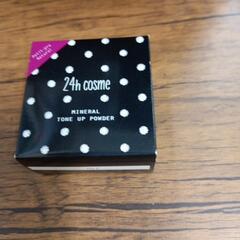 24h cosme
MINERAL
TONE UP POWDER